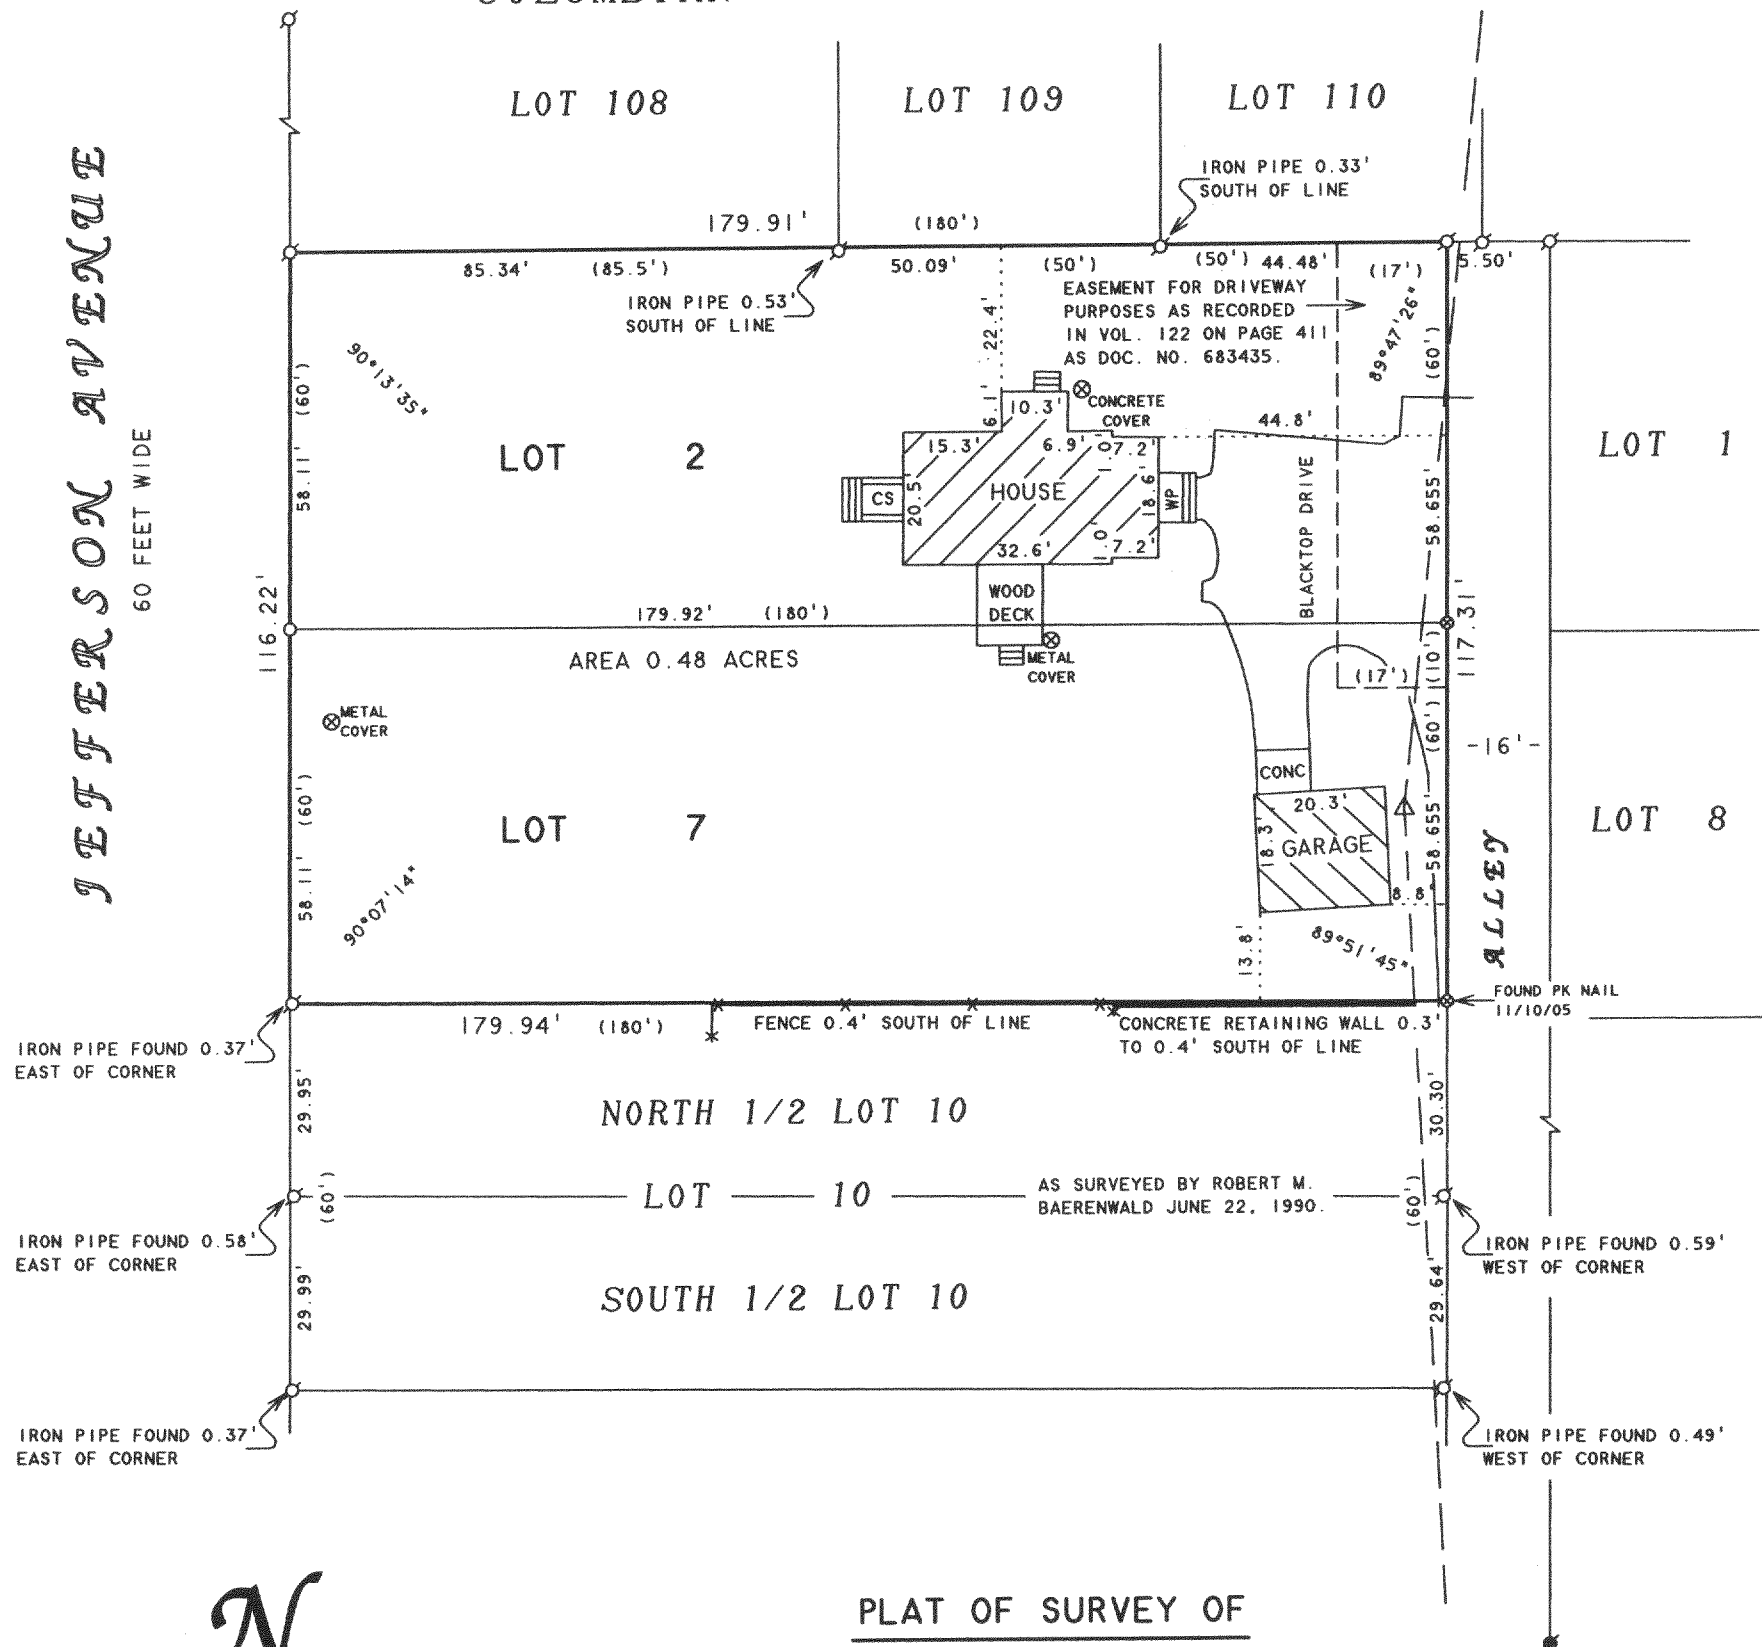 LOT 108
LOT 109
LOT 110
IRON PIPE 0.33'
SOUTH OF LINE
179.91'
(180')
85.34'
(85.5')
50.09'
(50')
(50')
44.48'
(17')
5.50'
IRON PIPE 0.53'
SOUTH OF LINE
EASEMENT FOR DRIVEWAY
PURPOSES AS RECORDED
IN VOL. 122 ON PAGE 411
AS DOC. NO. 683435.
22.4'
89°47'26"
(60')
90°13'35"
(60')
58.11'
JEFFERSON AVENUE
60 FEET WIDE
116.22'
6.1'
10.3'
CONCRETE
COVER
44.8'
LOT 2
15.3'
6.9'
1.0'
7.2'
CS
20.5'
HOUSE
18.6'
WP
32.6'
1.0'
7.2'
BLACKTOP DRIVE
58.655'
LOT 1
WOOD
DECK
179.92'
(180')
AREA 0.48 ACRES
METAL
COVER
(17')
(10')
117.31'
METAL
COVER
(60')
-16'-
CONC
20.3'
18.3'
GARAGE
58.655'
8.8'
LOT 7
(60')
58.11'
90°07'14"
LOT 8
ALLEY
13.8'
89°51'45"
FOUND PK NAIL
11/10/05
179.94'
(180')
FENCE 0.4' SOUTH OF LINE
CONCRETE RETAINING WALL 0.3'
TO 0.4' SOUTH OF LINE
IRON PIPE FOUND 0.37'
EAST OF CORNER
29.95'
NORTH 1/2 LOT 10
30.30'
(60')
LOT 10
AS SURVEYED BY ROBERT M.
BAERENWALD JUNE 22, 1990.
(60')
IRON PIPE FOUND 0.58'
EAST OF CORNER
IRON PIPE FOUND 0.59'
WEST OF CORNER
29.99'
SOUTH 1/2 LOT 10
29.64'
IRON PIPE FOUND 0.37'
EAST OF CORNER
IRON PIPE FOUND 0.49'
WEST OF CORNER
N
PLAT OF SURVEY OF